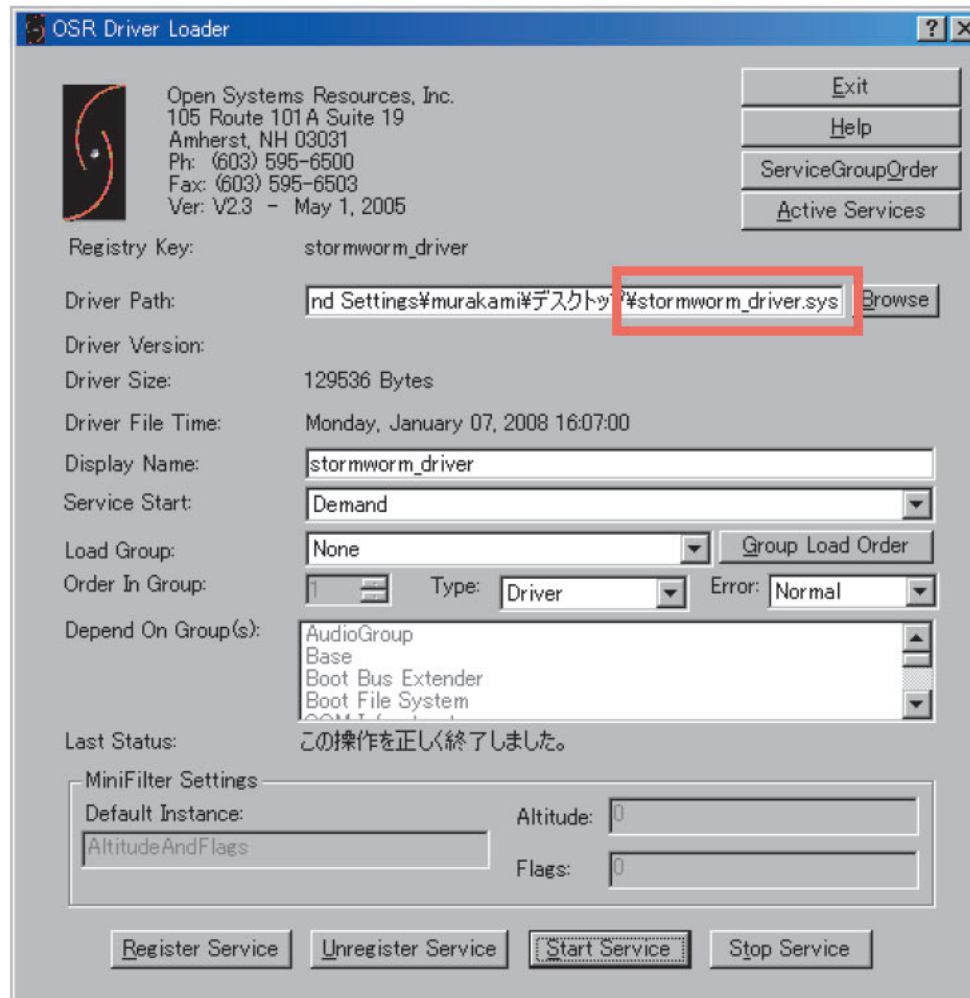 OSR Driver Loader
Open Systems Resources, Inc.
105 Route 101A Suite 19
Amherst, NH 03031
Ph: (603) 595-6500
Fax: (603) 595-6503
Ver: V2.3 - May 1, 2005
Exit
Help
ServiceGroupOrder
Active Services
Registry Key: stormworm_driver
Driver Path: nd Settings¥murakami¥デスクトップ¥stormworm_driver.sys Browse
Driver Version:
Driver Size: 129536 Bytes
Driver File Time: Monday, January 07, 2008 16:07:00
Display Name: stormworm_driver
Service Start: Demand
Load Group: None Group Load Order
Order In Group: 1 Type: Driver Error: Normal
Depend On Group(s): AudioGroup
Base
Boot Bus Extender
Boot File System
Last Status: この操作を正しく終了しました。
MiniFilter Settings
Default Instance:
AltitudeAndFlags
Altitude: 0
Flags: 0
Register Service Unregister Service Start Service Stop Service